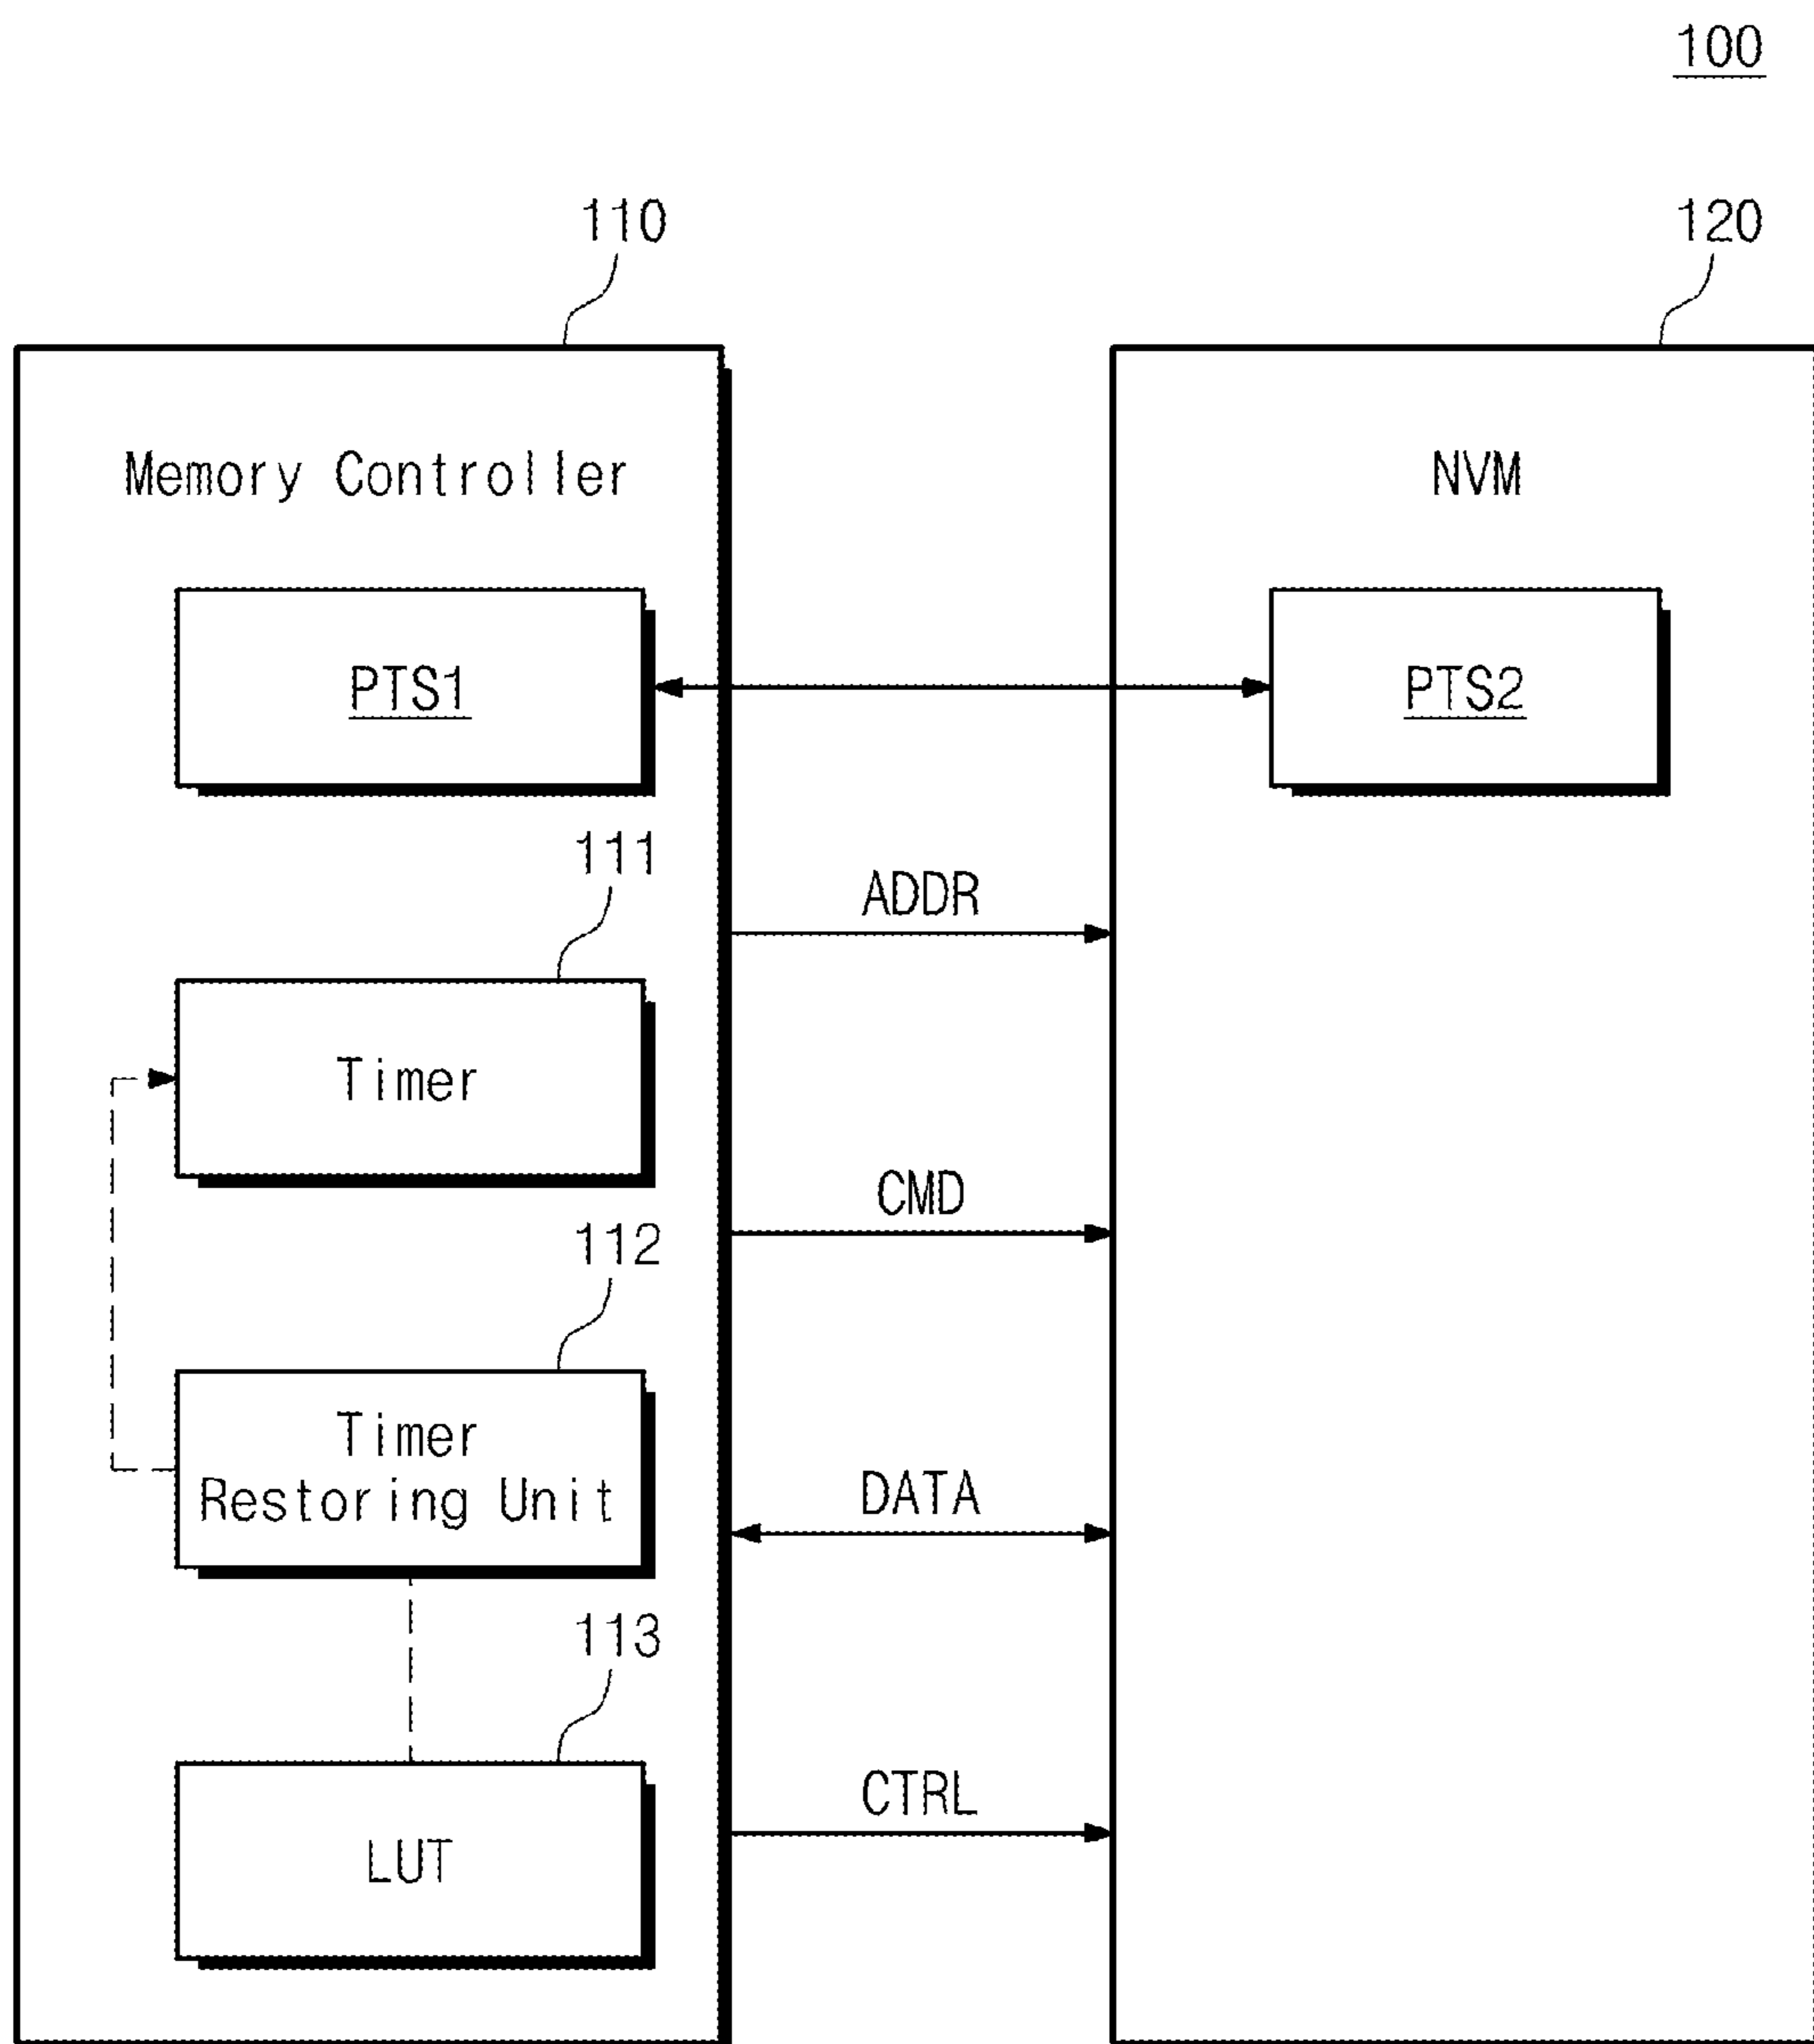 100
110
120
Memory Controller
NVM
PTS1
PTS2
111
ADDR
Timer
CMD
112
Timer
Restoring Unit
DATA
113
CTRL
LUT